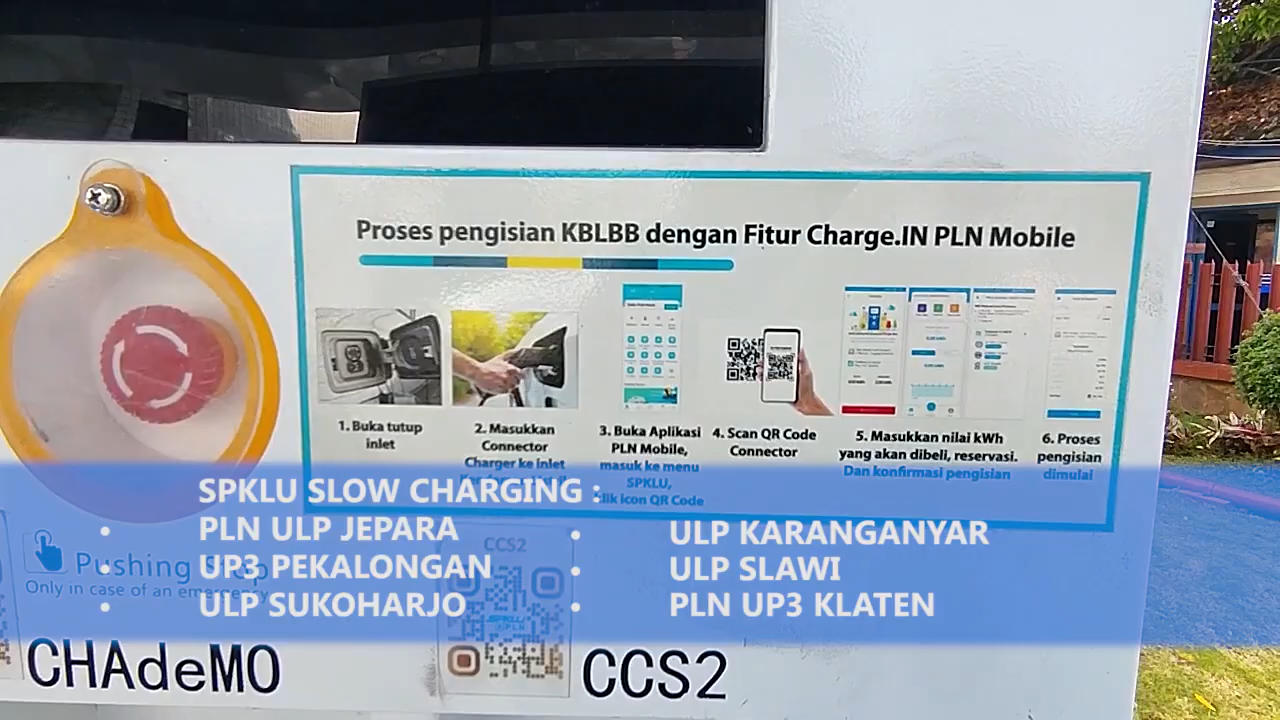 Proses pengisian KBLBB dengan Fitur Charge.IN PLN Mobile
1. Buka tutup
inlet
2. Masukkan
Connector
Charger ke inlet
3. Buka Aplikasi
PLN Mobile,
masuk ke menu
SPKLU,
klik icon QR Code
4. Scan QR Code
Connector
5. Masukkan nilai kWh
yang akan dibeli, reservasi.
Dan konfirmasi pengisian
6. Proses
pengisian
dimulai
SPKLU SLOW CHARGING :
• PLN ULP JEPARA
• UP3 PEKALONGAN
• ULP SUKOHARJO
• ULP KARANGANYAR
• ULP SLAWI
• PLN UP3 KLATEN
Pushing Stop
Only in case of an emergency
CCS2
SPKLU
PLN
CHAdeMO
CCS2